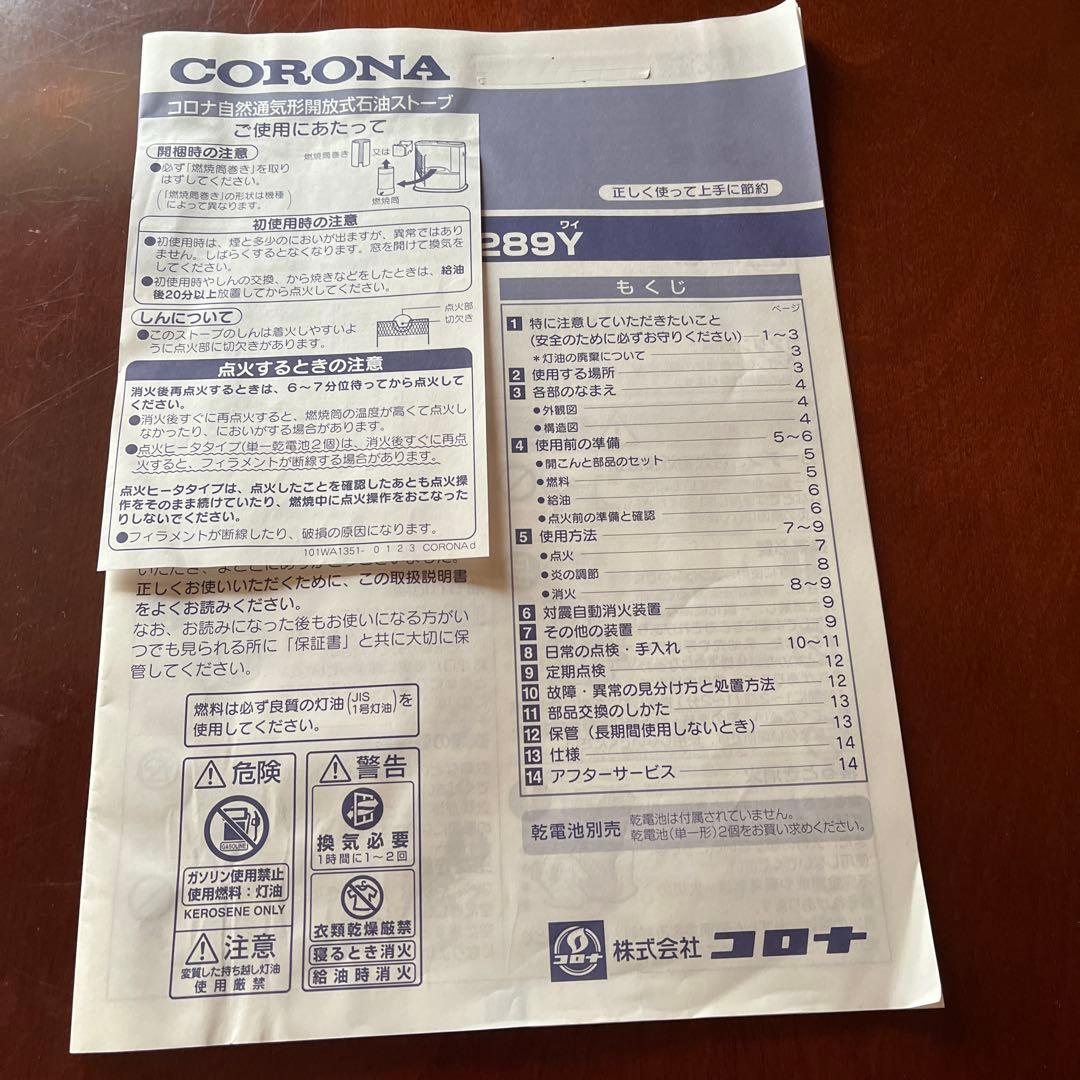 CORONA
コロナ自然通気形開放式石油ストーブ
ご使用にあたって
開梱時の注意
●必ず「燃焼筒巻き」を取り
はずしてください。
(「燃焼筒巻き」の形状は機種
によって異なります。)
燃焼筒巻き 又は
燃焼筒
初使用時の注意
●初使用時は、煙と多少のにおいが出ますが、異常ではあり
ません。しばらくするとなくなります。窓を開けて換気を
してください。
●初使用時やしんの交換、から焼きなどをしたときは、給油
後20分以上放置してから点火してください。
しんについて
●このストーブのしんは着火しやすいよ
うに点火部に切欠きがあります。
点火部
切欠き
点火するときの注意
消火後再点火するときは、6～7分位待ってから点火して
ください。
●消火後すぐに再点火すると、燃焼筒の温度が高くて点火し
なかったり、においがする場合があります。
●点火ヒータタイプ(単一乾電池2個)は、消火後すぐに再点
火すると、フィラメントが断線する場合があります。
点火ヒータタイプは、点火したことを確認したあとも点火操
作をそのまま続けていたり、燃焼中に点火操作をおこなった
りしないでください。
●フィラメントが断線したり、破損の原因になります。
101WA1351- 0 1 2 3 CORONA d
正しくお使いいただくために、この取扱説明書
をよくお読みください。
なお、お読みになった後もお使いになる方がい
つでも見られる所に「保証書」と共に大切に保
管してください。
燃料は必ず良質の灯油(JIS 1号灯油)を
使用してください。
危険
GASOLINE
ガソリン使用禁止
使用燃料：灯油
KEROSENE ONLY
注意
変質した持ち越し灯油
使用厳禁
警告
換気必要
1時間に1～2回
衣類乾燥厳禁
寝るとき消火
給油時消火
正しく使って上手に節約
ワイ
289Y
もくじ
ページ
1 特に注意していただきたいこと
(安全のために必ずお守りください) 1～3
＊灯油の廃棄について 3
2 使用する場所 3
3 各部のなまえ 4
●外観図 4
●構造図 4
4 使用前の準備 5～6
●開こんと部品のセット 5
●燃料 5
●給油 6
●点火前の準備と確認 6
5 使用方法 7～9
●点火 7
●炎の調節 8
●消火 8～9
6 対震自動消火装置 9
7 その他の装置 9
8 日常の点検・手入れ 10～11
9 定期点検 12
10 故障・異常の見分け方と処置方法 12
11 部品交換のしかた 13
12 保管（長期間使用しないとき） 13
13 仕様 14
14 アフターサービス 14
乾電池別売
乾電池は付属されていません。
乾電池(単一形)2個をお買い求めください。
コロナ
株式会社 コロナ